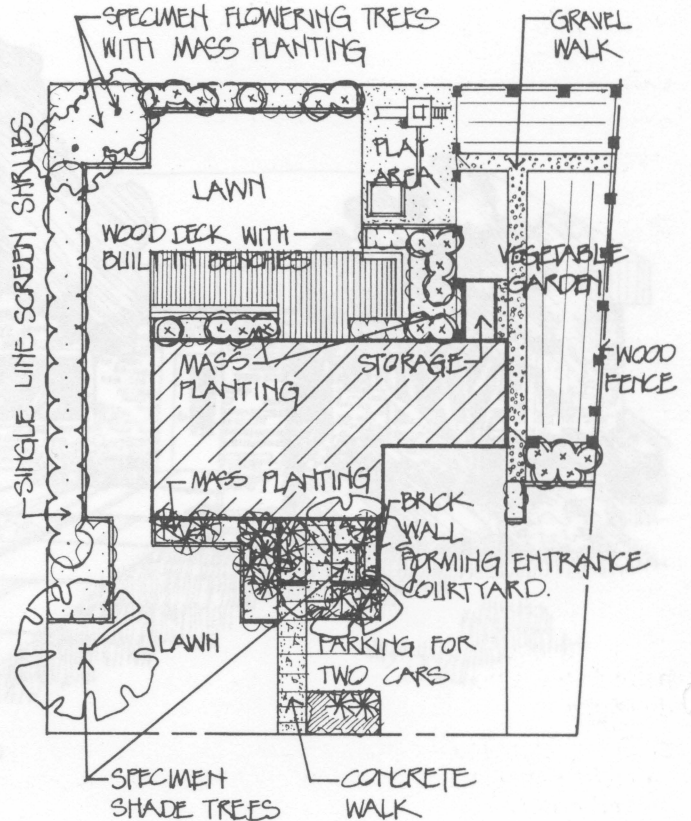 SPECIMEN FLOWERING TREES
WITH MASS PLANTING
GRAVEL
WALK
PLAY
AREA
LAWN
SINGLE LINE SCREEN SHRUBS
WOOD DECK WITH
BUILT-IN BENCHES
VEGETABLE
GARDEN
MASS
PLANTING
STORAGE
WOOD
FENCE
MASS PLANTING
BRICK
WALL
FORMING ENTRANCE
COURTYARD.
LAWN
PARKING FOR
TWO CARS
SPECIMEN
SHADE TREES
CONCRETE
WALK